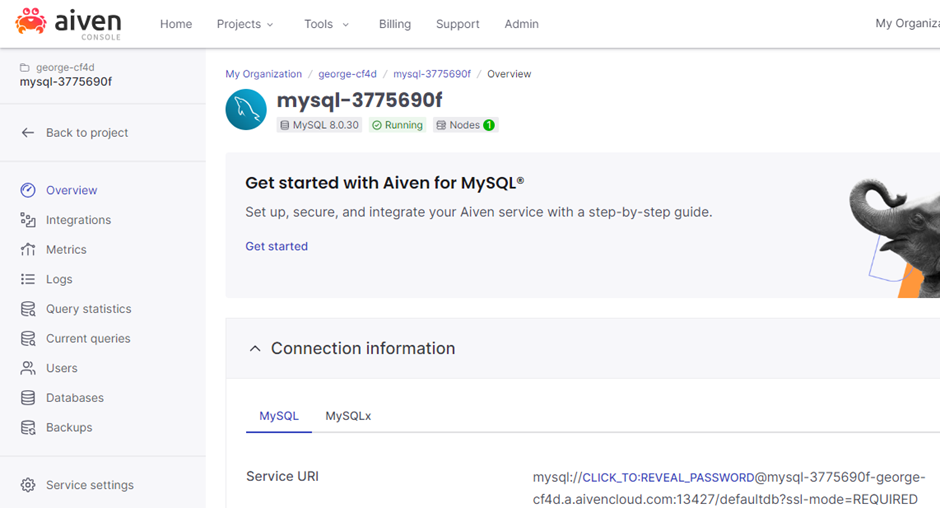 aiven
CONSOLE
Home Projects Tools Billing Support Admin My Organiza
george-cf4d
mysql-3775690f
Back to project
Overview
Integrations
Metrics
Logs
Query statistics
Current queries
Users
Databases
Backups
Service settings
My Organization / george-cf4d / mysql-3775690f / Overview
mysql-3775690f
MySQL 8.0.30 Running Nodes 1
Get started with Aiven for MySQL®
Set up, secure, and integrate your Aiven service with a step-by-step guide.
Get started
Connection information
MySQL MySQLx
Service URI mysql://CLICK_TO:REVEAL_PASSWORD@mysql-3775690f-george-
cf4d.a.aivencloud.com:13427/defaultdb?ssl-mode=REQUIRED